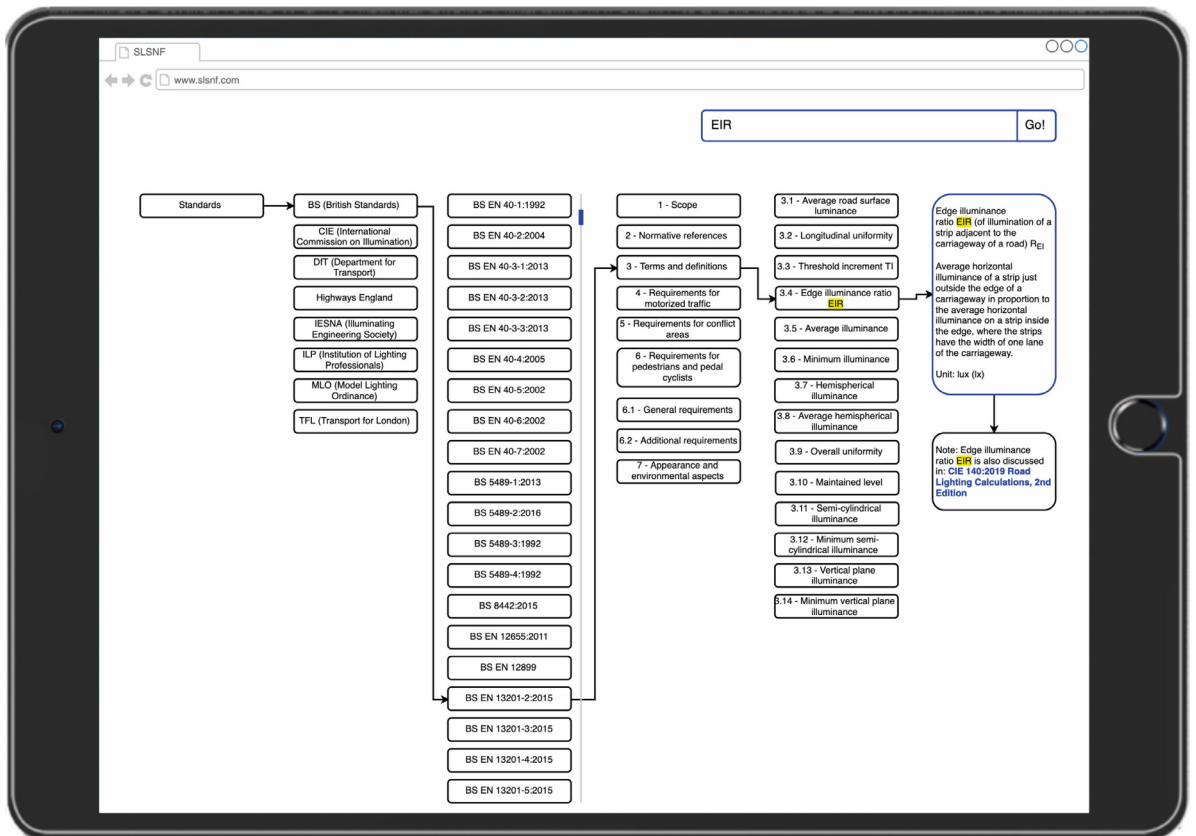 SLSNF
www.slsnf.com
EIR
Go!
Standards
BS (British Standards)
CIE (International
Commission on Illumination)
DfT (Department for
Transport)
Highways England
IESNA (Illuminating
Engineering Society)
ILP (Institution of Lighting
Professionals)
MLO (Model Lighting
Ordinance)
TFL (Transport for London)
BS EN 40-1:1992
BS EN 40-2:2004
BS EN 40-3-1:2013
BS EN 40-3-2:2013
BS EN 40-3-3:2013
BS EN 40-4:2005
BS EN 40-5:2002
BS EN 40-6:2002
BS EN 40-7:2002
BS 5489-1:2013
BS 5489-2:2016
BS 5489-3:1992
BS 5489-4:1992
BS 8442:2015
BS EN 12655:2011
BS EN 12899
BS EN 13201-2:2015
BS EN 13201-3:2015
BS EN 13201-4:2015
BS EN 13201-5:2015
1 - Scope
2 - Normative references
3 - Terms and definitions
4 - Requirements for
motorized traffic
5 - Requirements for conflict
areas
6 - Requirements for
pedestrians and pedal
cyclists
6.1 - General requirements
6.2 - Additional requirements
7 - Appearance and
environmental aspects
3.1 - Average road surface
luminance
3.2 - Longitudinal uniformity
3.3 - Threshold increment TI
3.4 - Edge illuminance ratio
EIR
3.5 - Average illuminance
3.6 - Minimum illuminance
3.7 - Hemispherical
illuminance
3.8 - Average hemispherical
illuminance
3.9 - Overall uniformity
3.10 - Maintained level
3.11 - Semi-cylindrical
illuminance
3.12 - Minimum semi-
cylindrical illuminance
3.13 - Vertical plane
illuminance
3.14 - Minimum vertical plane
illuminance
Edge illuminance
ratio EIR (of illumination of a
strip adjacent to the
carriageway of a road) REI
Average horizontal
illuminance of a strip just
outside the edge of a
carriageway in proportion to
the average horizontal
illuminance on a strip inside
the edge, where the strips
have the width of one lane
of the carriageway.
Unit: lux (lx)
Note: Edge illuminance
ratio EIR is also discussed
in: CIE 140:2019 Road
Lighting Calculations, 2nd
Edition